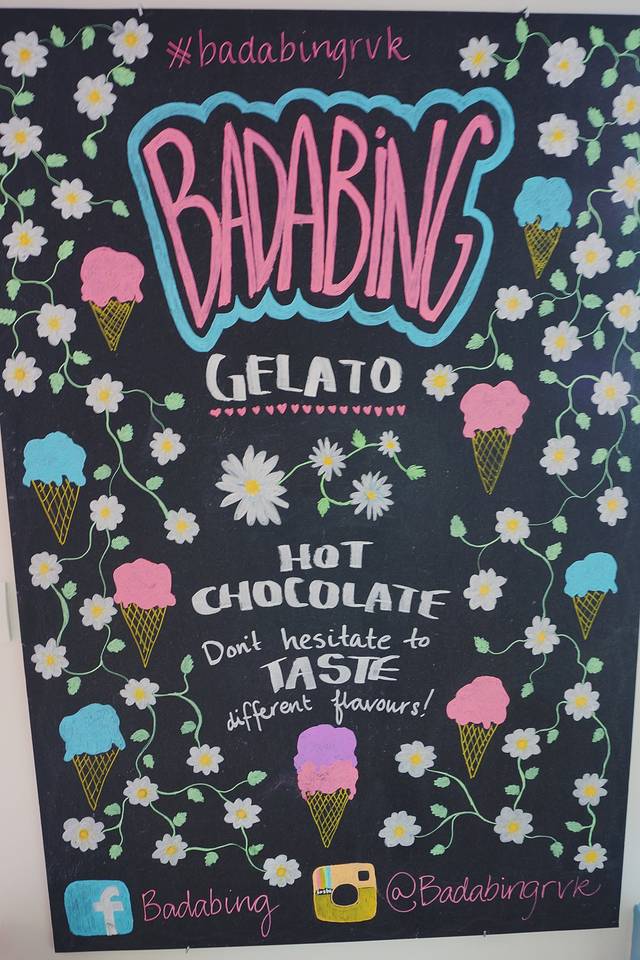 #badabingrvk
BADABiNG
GELATO
HOT
CHOCOLATE
Don't hesitate to
TASTE
different flavours!
f Badabing @Badabingrvk